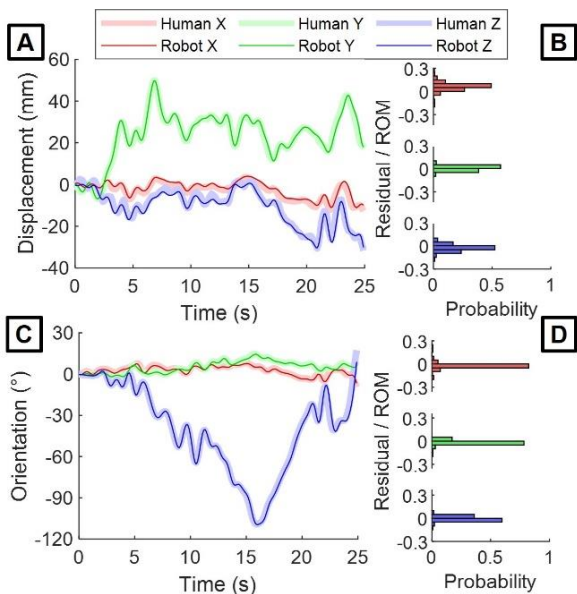 Human X Human Y Human Z
Robot X Robot Y Robot Z
A
B
Displacement (mm)
60
40
20
0
-20
-40
0 5 10 15 20 25
Time (s)
Residual / ROM
0.3
0
-0.3
0.3
0
-0.3
0.3
0
-0.3
0 0.5 1
Probability
C
D
Orientation (°)
30
0
-30
-60
-90
-120
0 5 10 15 20 25
Time (s)
Residual / ROM
0.3
0
-0.3
0.3
0
-0.3
0.3
0
-0.3
0 0.5 1
Probability